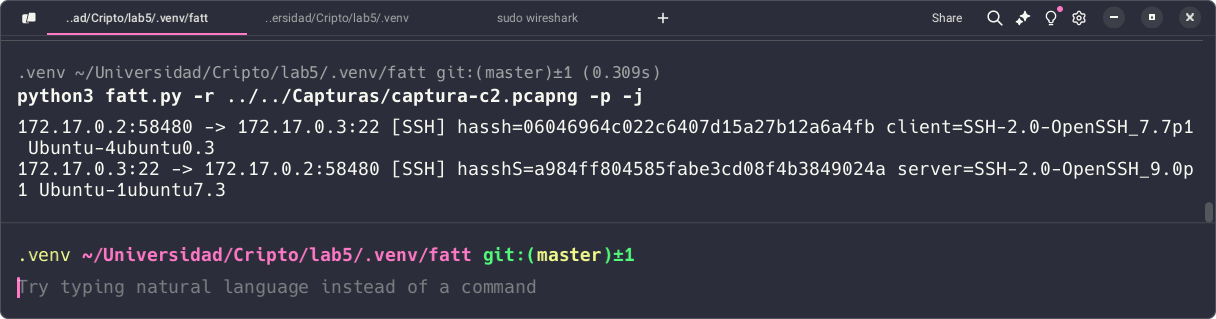 ..ad/Cripto/lab5/.venv/fatt ..ersidad/Cripto/lab5/.venv sudo wireshark + Share
.venv ~/Universidad/Cripto/lab5/.venv/fatt git:(master)±1 (0.309s)
python3 fatt.py -r ../../Capturas/captura-c2.pcapng -p -j
172.17.0.2:58480 -> 172.17.0.3:22 [SSH] hassh=06046964c022c6407d15a27b12a6a4fb client=SSH-2.0-OpenSSH_7.7p1
Ubuntu-4ubuntu0.3
172.17.0.3:22 -> 172.17.0.2:58480 [SSH] hasshS=a984ff804585fabe3cd08f4b3849024a server=SSH-2.0-OpenSSH_9.0p
1 Ubuntu-1ubuntu7.3
.venv ~/Universidad/Cripto/lab5/.venv/fatt git:(master)±1
Try typing natural language instead of a command